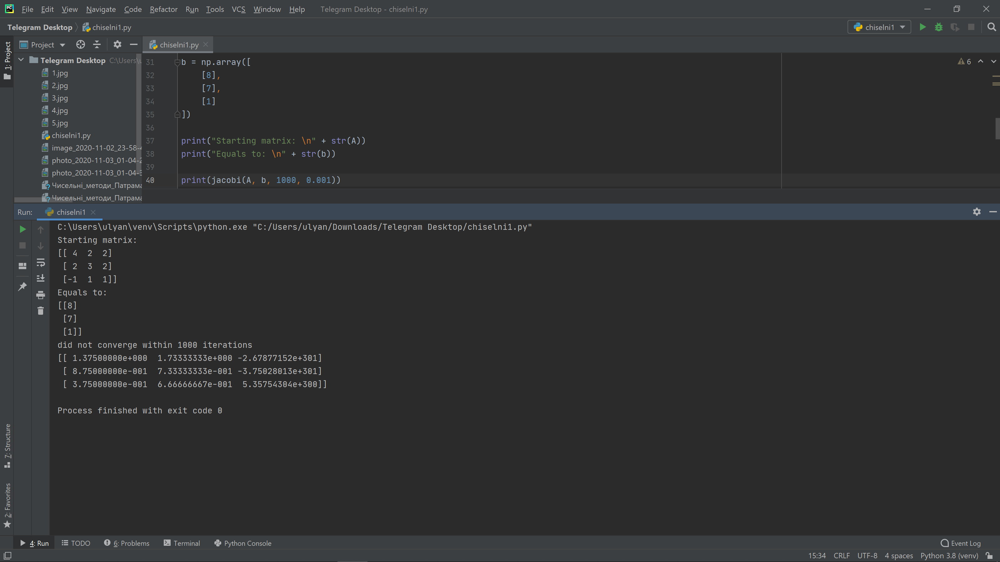 File Edit View Navigate Code Refactor Run Tools VCS Window Help Telegram Desktop - chiselni1.py
Telegram Desktop chiselni1.py chiselni1
1: Project
Project
chiselni1.py
Telegram Desktop C:\Users\
1.jpg
2.jpg
3.jpg
4.jpg
5.jpg
chiselni1.py
image_2020-11-02_23-58-
photo_2020-11-03_01-04-
photo_2020-11-03_01-04-
Чисельні_методи_Патрама
Чисельні_методи_Патрама
6
31 b = np.array([
32 [8],
33 [7],
34 [1]
35 ])
36
37 print("Starting matrix: \n" + str(A))
38 print("Equals to: \n" + str(b))
39
40 print(jacobi(A, b, 1000, 0.001))
Run: chiselni1
C:\Users\ulyan\venv\Scripts\python.exe "C:/Users/ulyan/Downloads/Telegram Desktop/chiselni1.py"
Starting matrix:
[[ 4 2 2]
[ 2 3 2]
[-1 1 1]]
Equals to:
[[8]
[7]
[1]]
did not converge within 1000 iterations
[[ 1.37500000e+000 1.73333333e+000 -2.67877152e+301]
[ 8.75000000e-001 7.33333333e-001 -3.75028013e+301]
[ 3.75000000e-001 6.66666667e-001 5.35754304e+300]]
Process finished with exit code 0
7: Structure
2: Favorites
4: Run TODO 6: Problems Terminal Python Console Event Log
15:34 CRLF UTF-8 4 spaces Python 3.8 (venv)